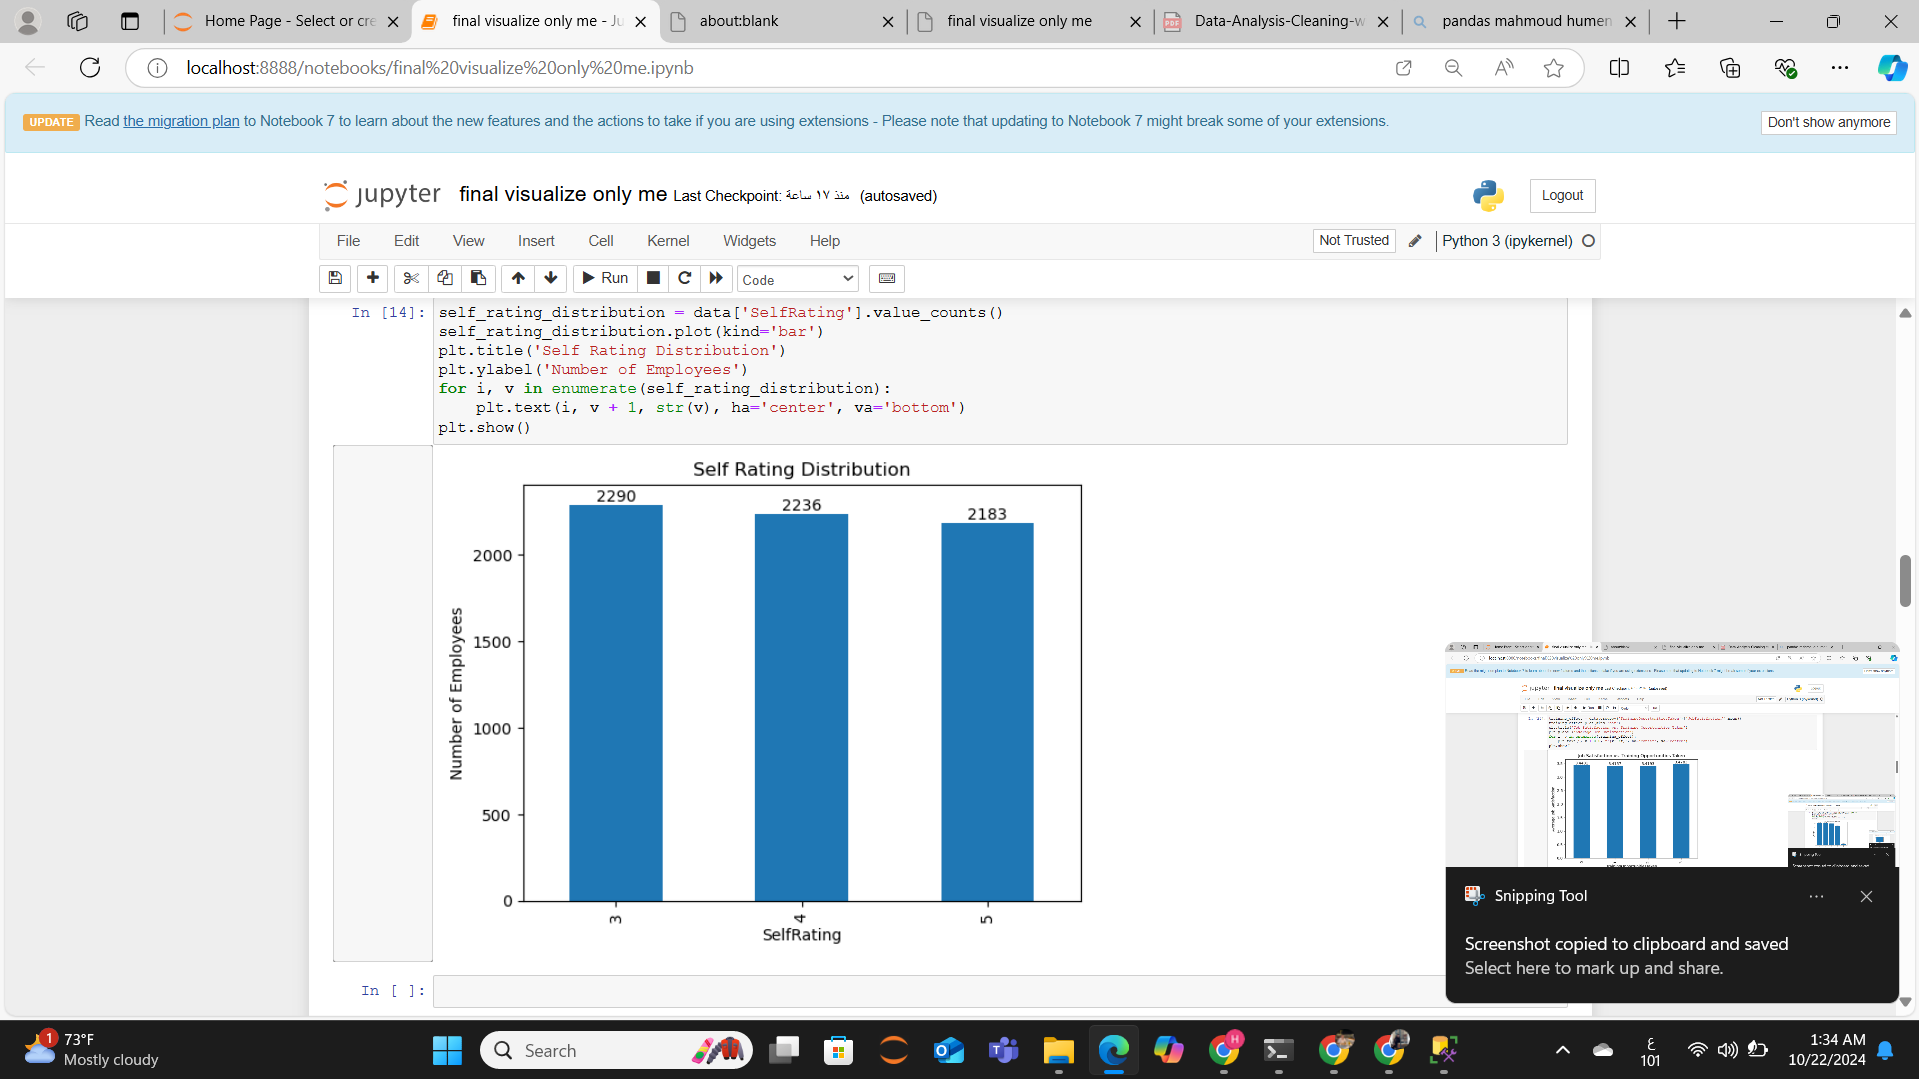 Home Page - Select or cre
final visualize only me - Ju
about:blank
final visualize only me
Data-Analysis-Cleaning-w
pandas mahmoud humen
localhost:8888/notebooks/final%20visualize%20only%20me.ipynb
UPDATE Read the migration plan to Notebook 7 to learn about the new features and the actions to take if you are using extensions - Please note that updating to Notebook 7 might break some of your extensions.
Don't show anymore
jupyter final visualize only me Last Checkpoint: منذ ١٧ ساعة (autosaved)
Logout
File Edit View Insert Cell Kernel Widgets Help
Not Trusted
Python 3 (ipykernel)
Run
Code
In [14]: self_rating_distribution = data['SelfRating'].value_counts()
self_rating_distribution.plot(kind='bar')
plt.title('Self Rating Distribution')
plt.ylabel('Number of Employees')
for i, v in enumerate(self_rating_distribution):
    plt.text(i, v + 1, str(v), ha='center', va='bottom')
plt.show()
Self Rating Distribution
2290
2236
2183
2000
1500
1000
500
0
Number of Employees
3
4
5
SelfRating
In [ ]:
Snipping Tool
Screenshot copied to clipboard and saved
Select here to mark up and share.
1
73°F
Mostly cloudy
Search
H
ع
101
1:34 AM
10/22/2024